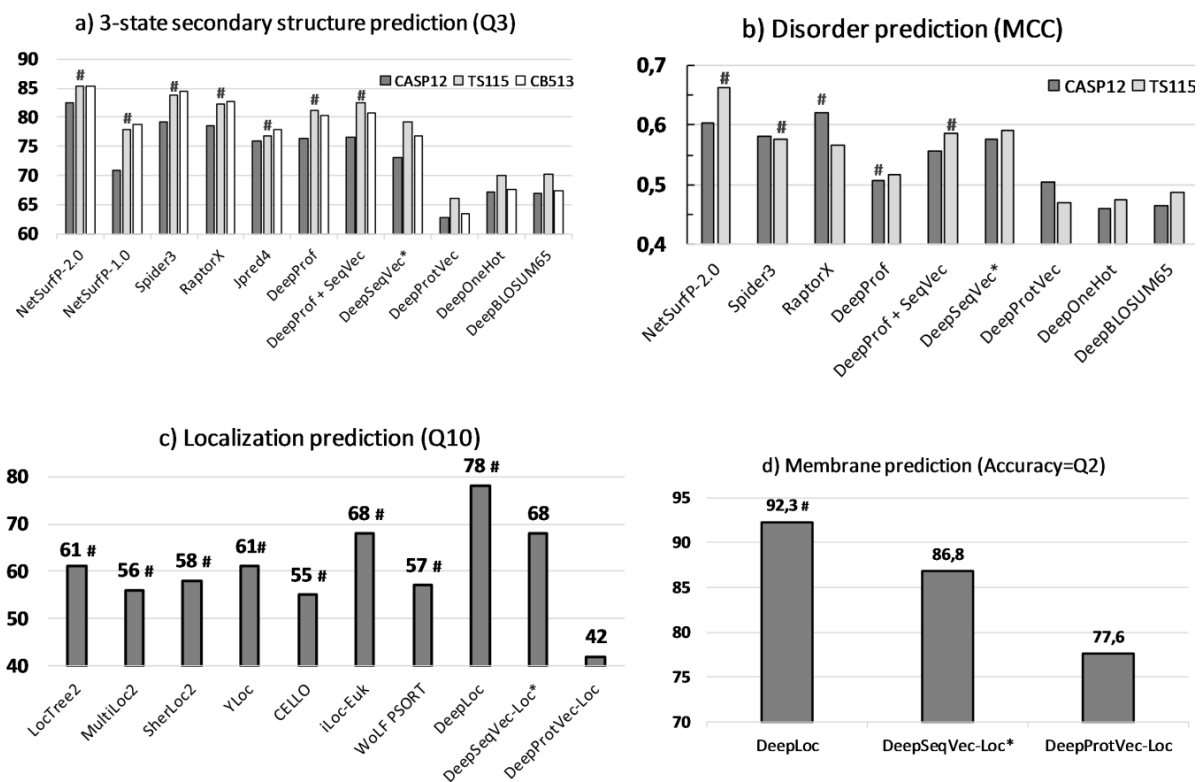 a) 3-state secondary structure prediction (Q3)
90
85
80
75
70
65
60
CASP12 TS115 CB513
# # # # # # #
NetSurfP-2.0
NetSurfP-1.0
Spider3
RaptorX
Jpred4
DeepProf
DeepProf + SeqVec
DeepSeqVec*
DeepProtVec
DeepOneHot
DeepBLOSUM65
b) Disorder prediction (MCC)
0,7
0,6
0,5
0,4
CASP12 TS115
# # # # #
NetSurfP-2.0
Spider3
RaptorX
DeepProf
DeepProf + SeqVec
DeepSeqVec*
DeepProtVec
DeepOneHot
DeepBLOSUM65
c) Localization prediction (Q10)
80
70
60
50
40
61 #
56 #
58 #
61#
55 #
68 #
57 #
78 #
68
42
LocTree2
MultiLoc2
SherLoc2
YLoc
CELLO
iLoc-Euk
WoLF PSORT
DeepLoc
DeepSeqVec-Loc*
DeepProtVec-Loc
d) Membrane prediction (Accuracy=Q2)
95
90
85
80
75
70
92,3 #
86,8
77,6
DeepLoc
DeepSeqVec-Loc*
DeepProtVec-Loc